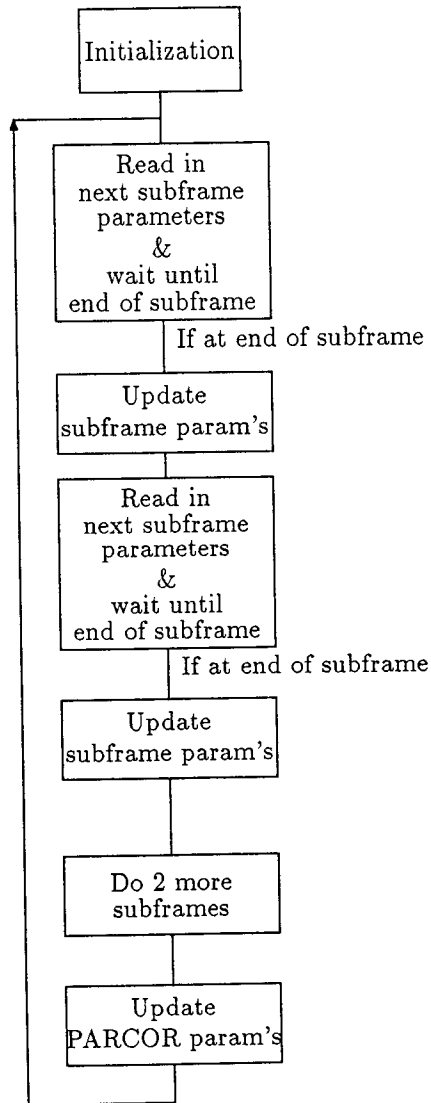 Initialization
Read in
next subframe
parameters
&
wait until
end of subframe
If at end of subframe
Update
subframe param's
Read in
next subframe
parameters
&
wait until
end of subframe
If at end of subframe
Update
subframe param's
Do 2 more
subframes
Update
PARCOR param's